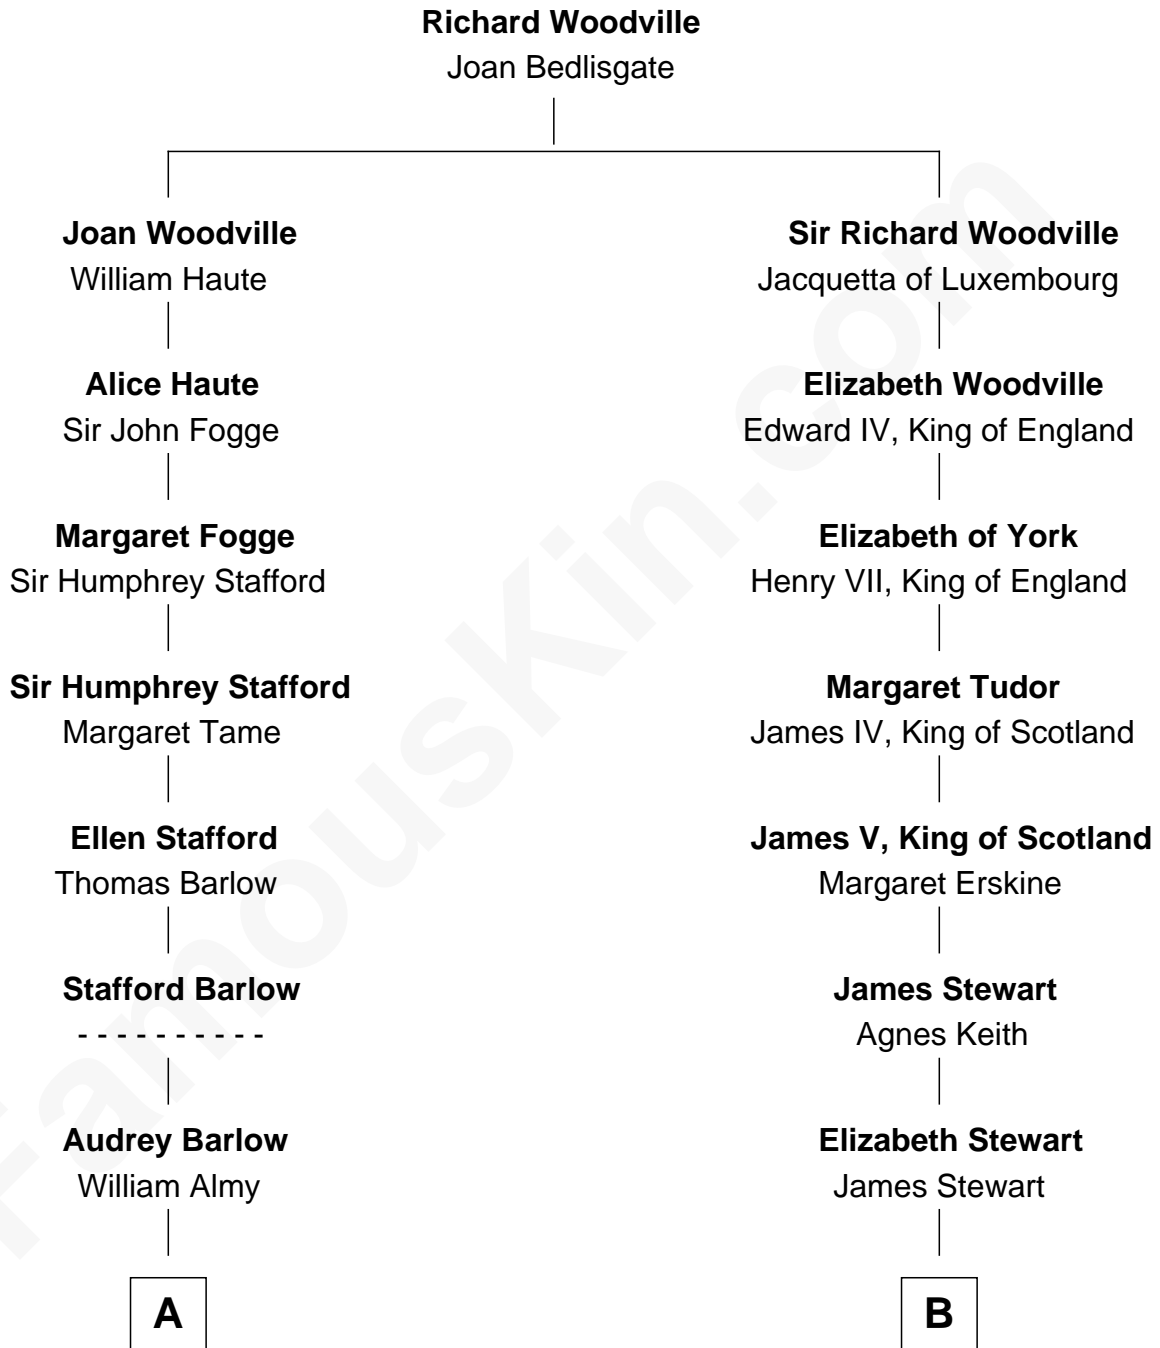 Richard Woodville
Joan Bedlisgate
Joan Woodville
William Haute
Sir Richard Woodville
Jacquetta of Luxembourg
Alice Haute
Sir John Fogge
Elizabeth Woodville
Edward IV, King of England
Margaret Fogge
Sir Humphrey Stafford
Elizabeth of York
Henry VII, King of England
Sir Humphrey Stafford
Margaret Tame
Margaret Tudor
James IV, King of Scotland
Ellen Stafford
Thomas Barlow
James V, King of Scotland
Margaret Erskine
Stafford Barlow
- - - - - - - - - -
James Stewart
Agnes Keith
Audrey Barlow
William Almy
Elizabeth Stewart
James Stewart
A
B
FamousKin.com